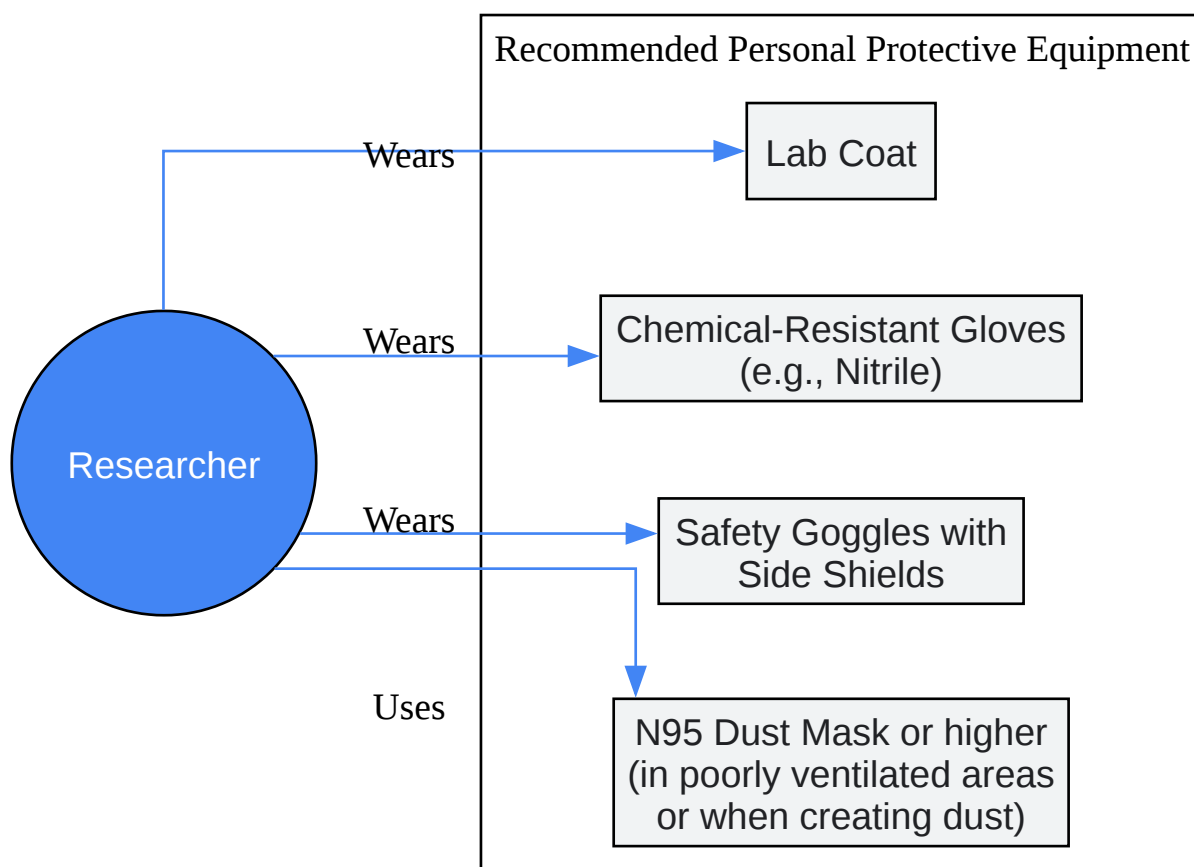 Recommended Personal Protective Equipment
Wears
Lab Coat
Wears
Chemical-Resistant Gloves
(e.g., Nitrile)
Researcher
Wears
Safety Goggles with
Side Shields
Uses
N95 Dust Mask or higher
(in poorly ventilated areas
or when creating dust)